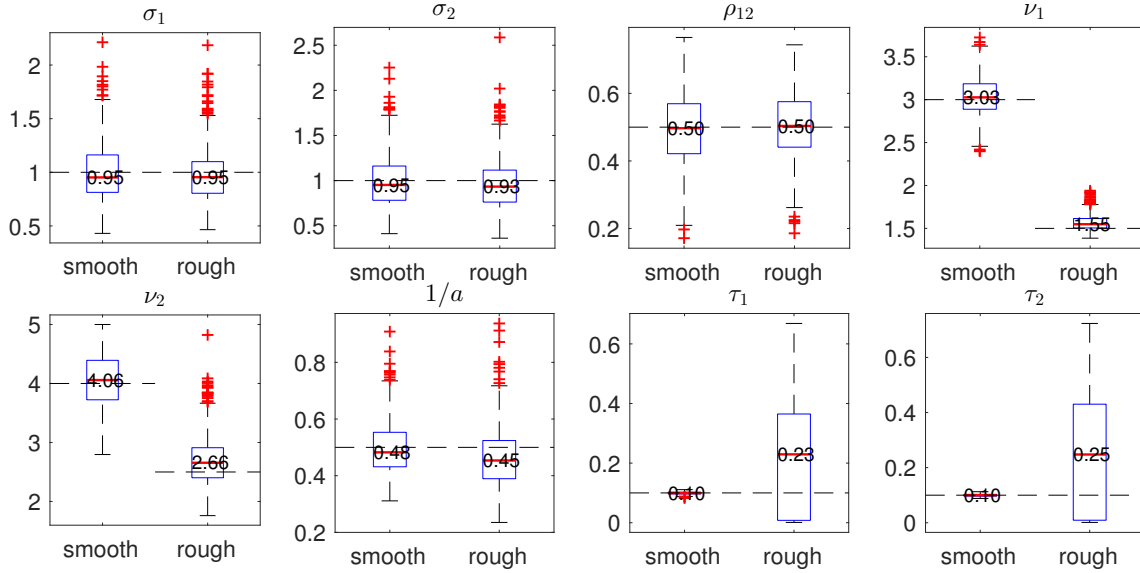 σ₁ σ₂ ρ₁₂ ν₁
2 1.5 1 0.5
0.95 0.95
smooth rough
2.5 2 1.5 1 0.5
0.95 0.93
smooth rough
0.6 0.4 0.2
0.50 0.50
smooth rough
3.5 3 2.5 2 1.5
3.03 1.55
smooth rough
ν₂ 1/a τ₁ τ₂
5 4 3 2
4.06 2.66
smooth rough
0.8 0.6 0.4 0.2
0.48 0.45
smooth rough
0.6 0.4 0.2 0
0.10 0.23
smooth rough
0.6 0.4 0.2 0
0.10 0.25
smooth rough